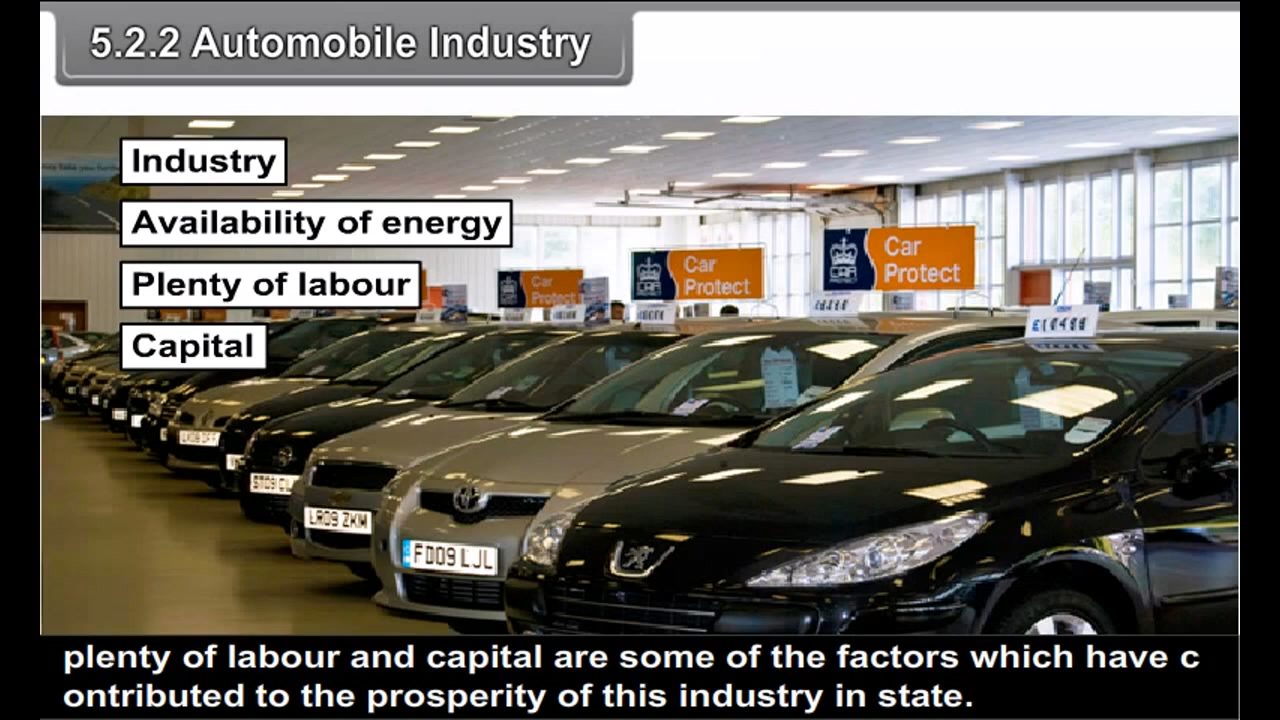 5.2.2 Automobile Industry
Industry
Availability of energy
Plenty of labour
Capital
Car
Protect
Car
Protect
Car
Protect
LR09 ZKM
FD09 LJL
plenty of labour and capital are some of the factors which have c
ontributed to the prosperity of this industry in state.